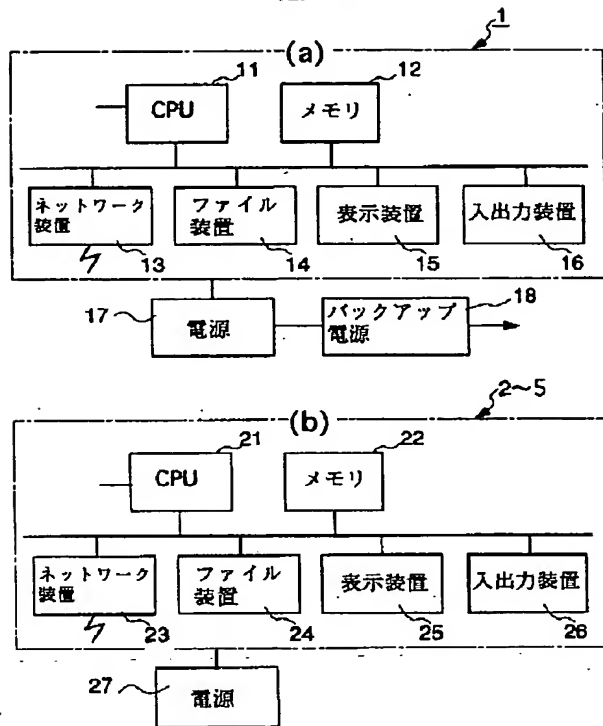 1
(a)
11
12
CPU
メモリ
ネットワーク
装置
ファイル
装置
表示装置
入出力装置
13
14
15
16
17
電源
バックアップ
電源
18
2~5
(b)
21
22
CPU
メモリ
ネットワーク
装置
ファイル
装置
表示装置
入出力装置
23
24
25
26
27
電源